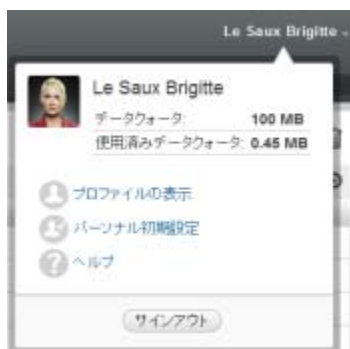 Le Saux Brigitte
Le Saux Brigitte
データクォータ: 100 MB
使用済みデータクォータ: 0.45 MB
プロファイルの表示
パーソナル初期設定
ヘルプ
サインアウト